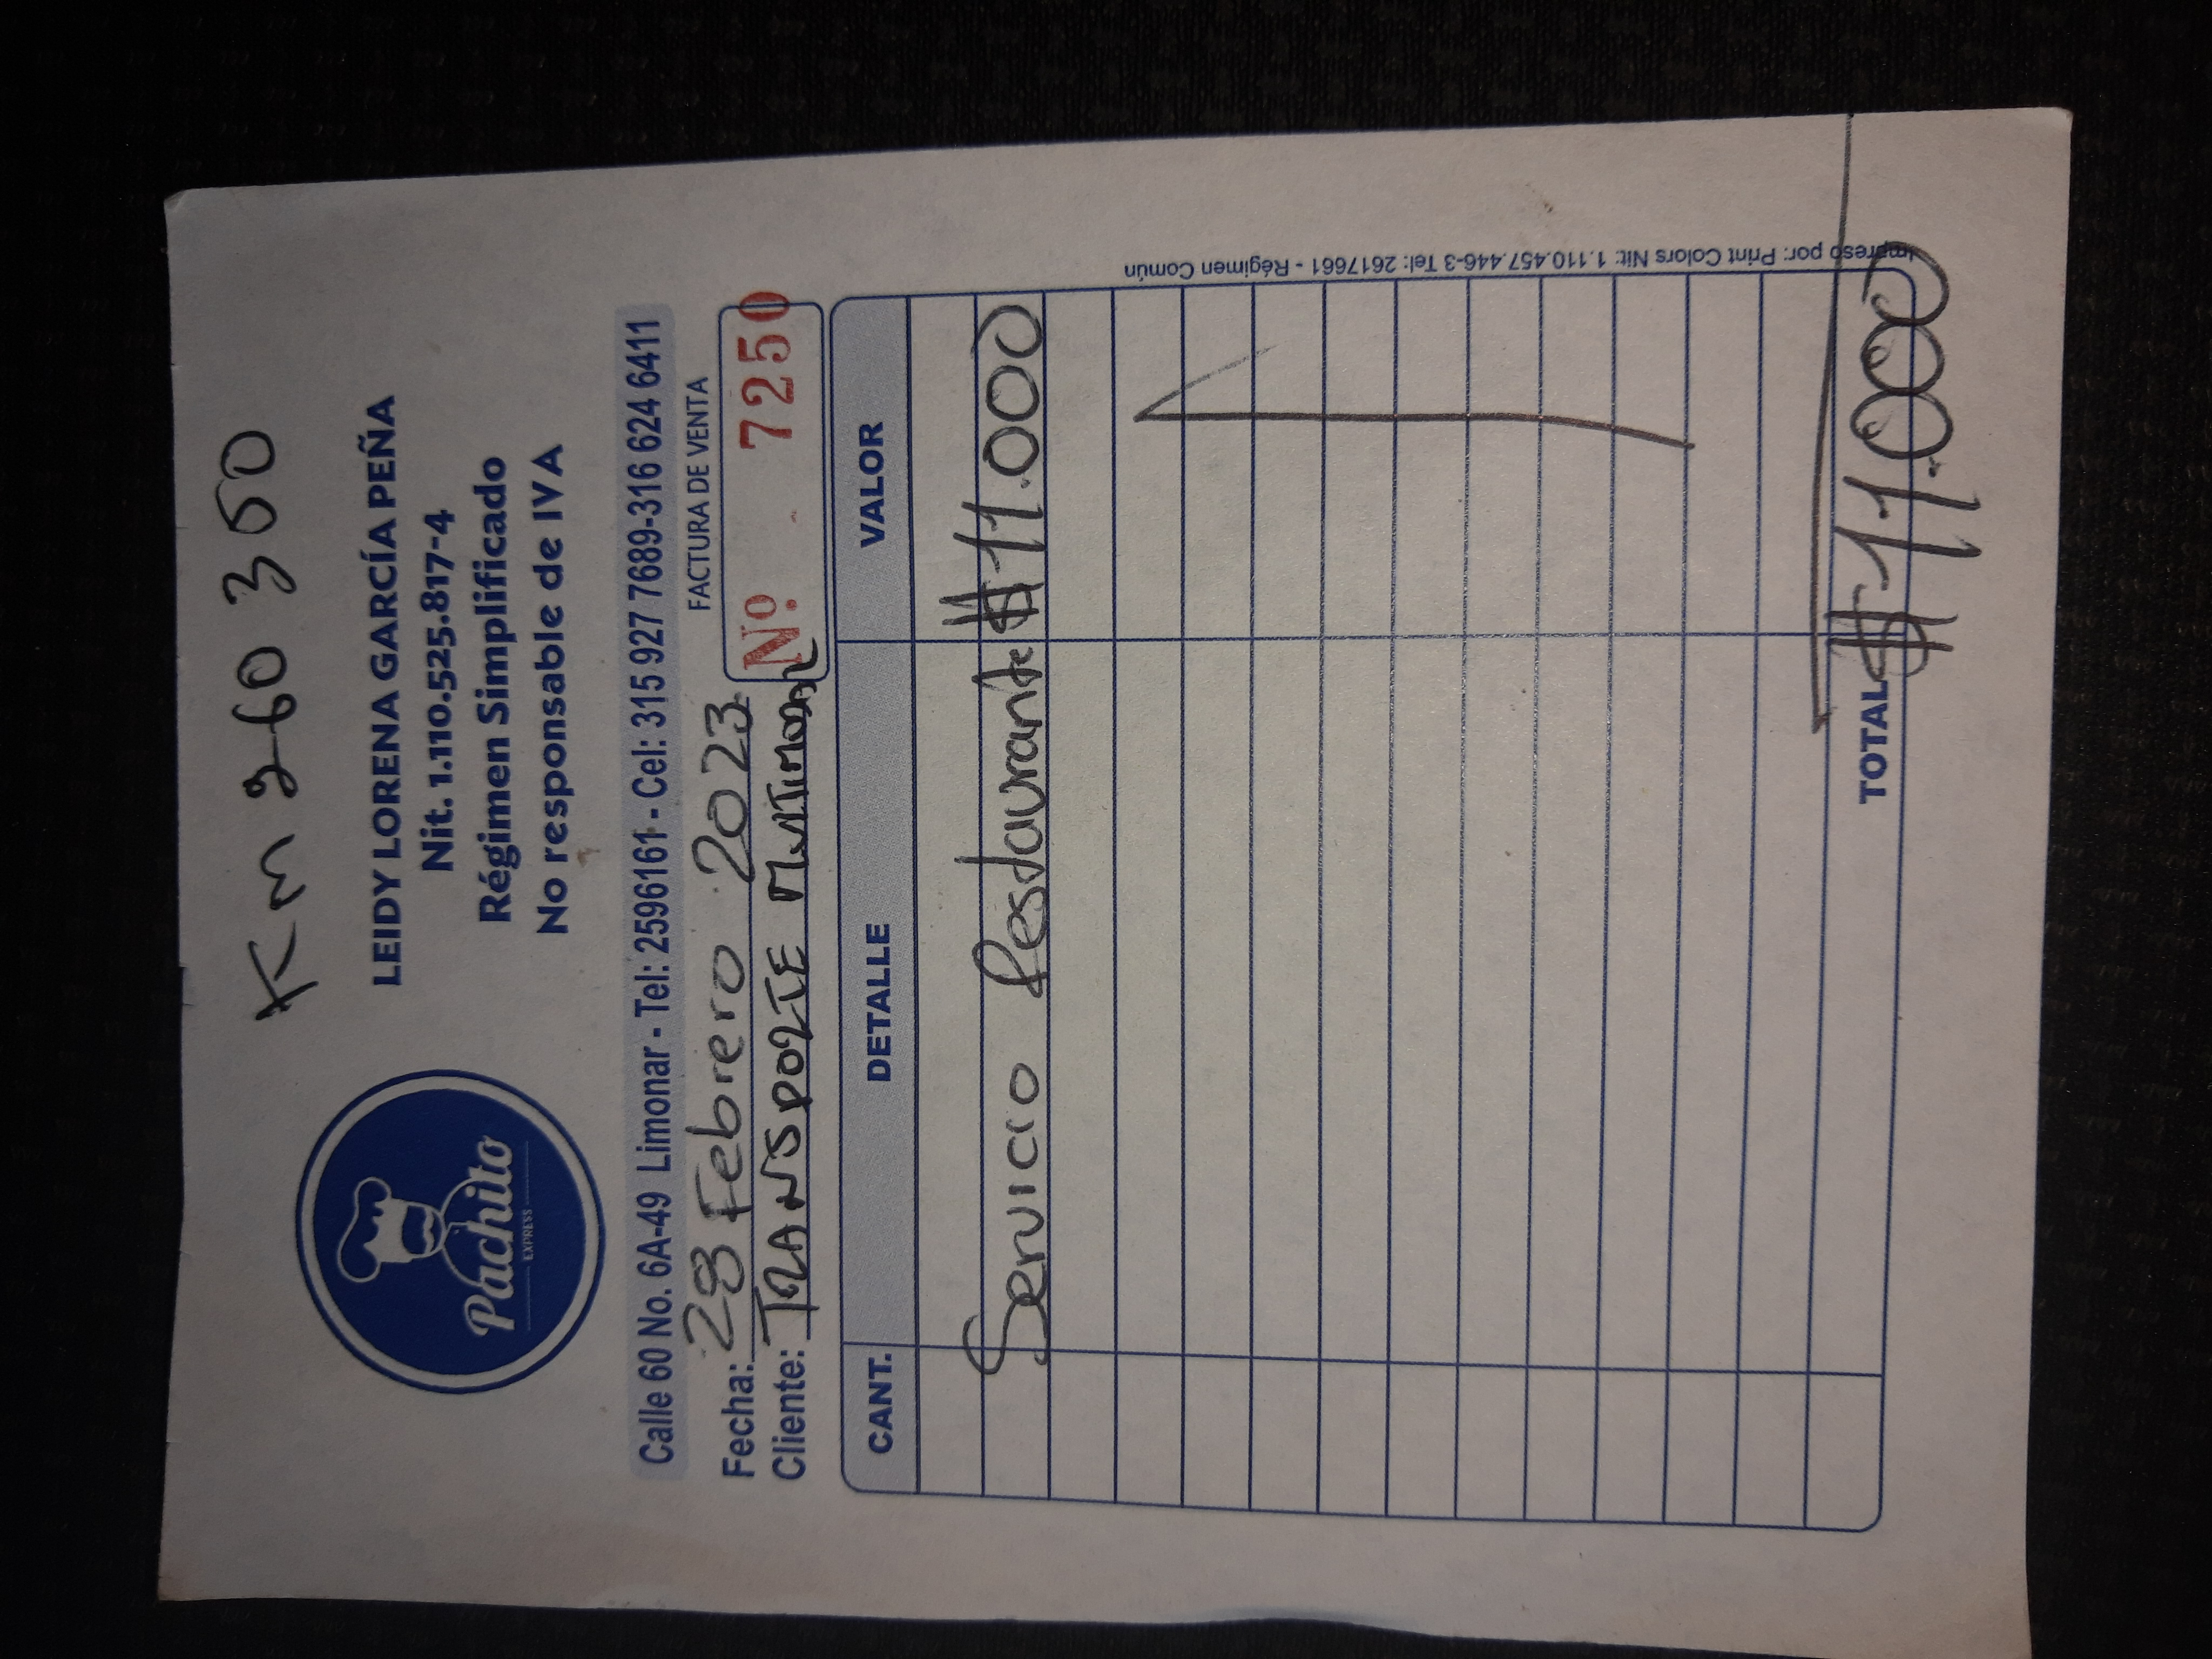 Km 260 350
Pachito
EXPRESS
LEIDY LORENA GARCÍA PEÑA
Nit. 1.110.525.817-4
Régimen Simplificado
No responsable de IVA
Calle 60 No. 6A-49 Limonar - Tel: 2596161 - Cel: 315 927 7689-316 624 6411
FACTURA DE VENTA
Nº. 7250
Fecha: 28 Febrero 2023
Cliente: TRANSPORTE MULTIMODAL
CANT. DETALLE VALOR
Servicio Restaurante $11.000
TOTAL $11.000
Impreso por: Print Colors Nit: 1.110.457.446-3 Tel: 2617661 - Régimen Común